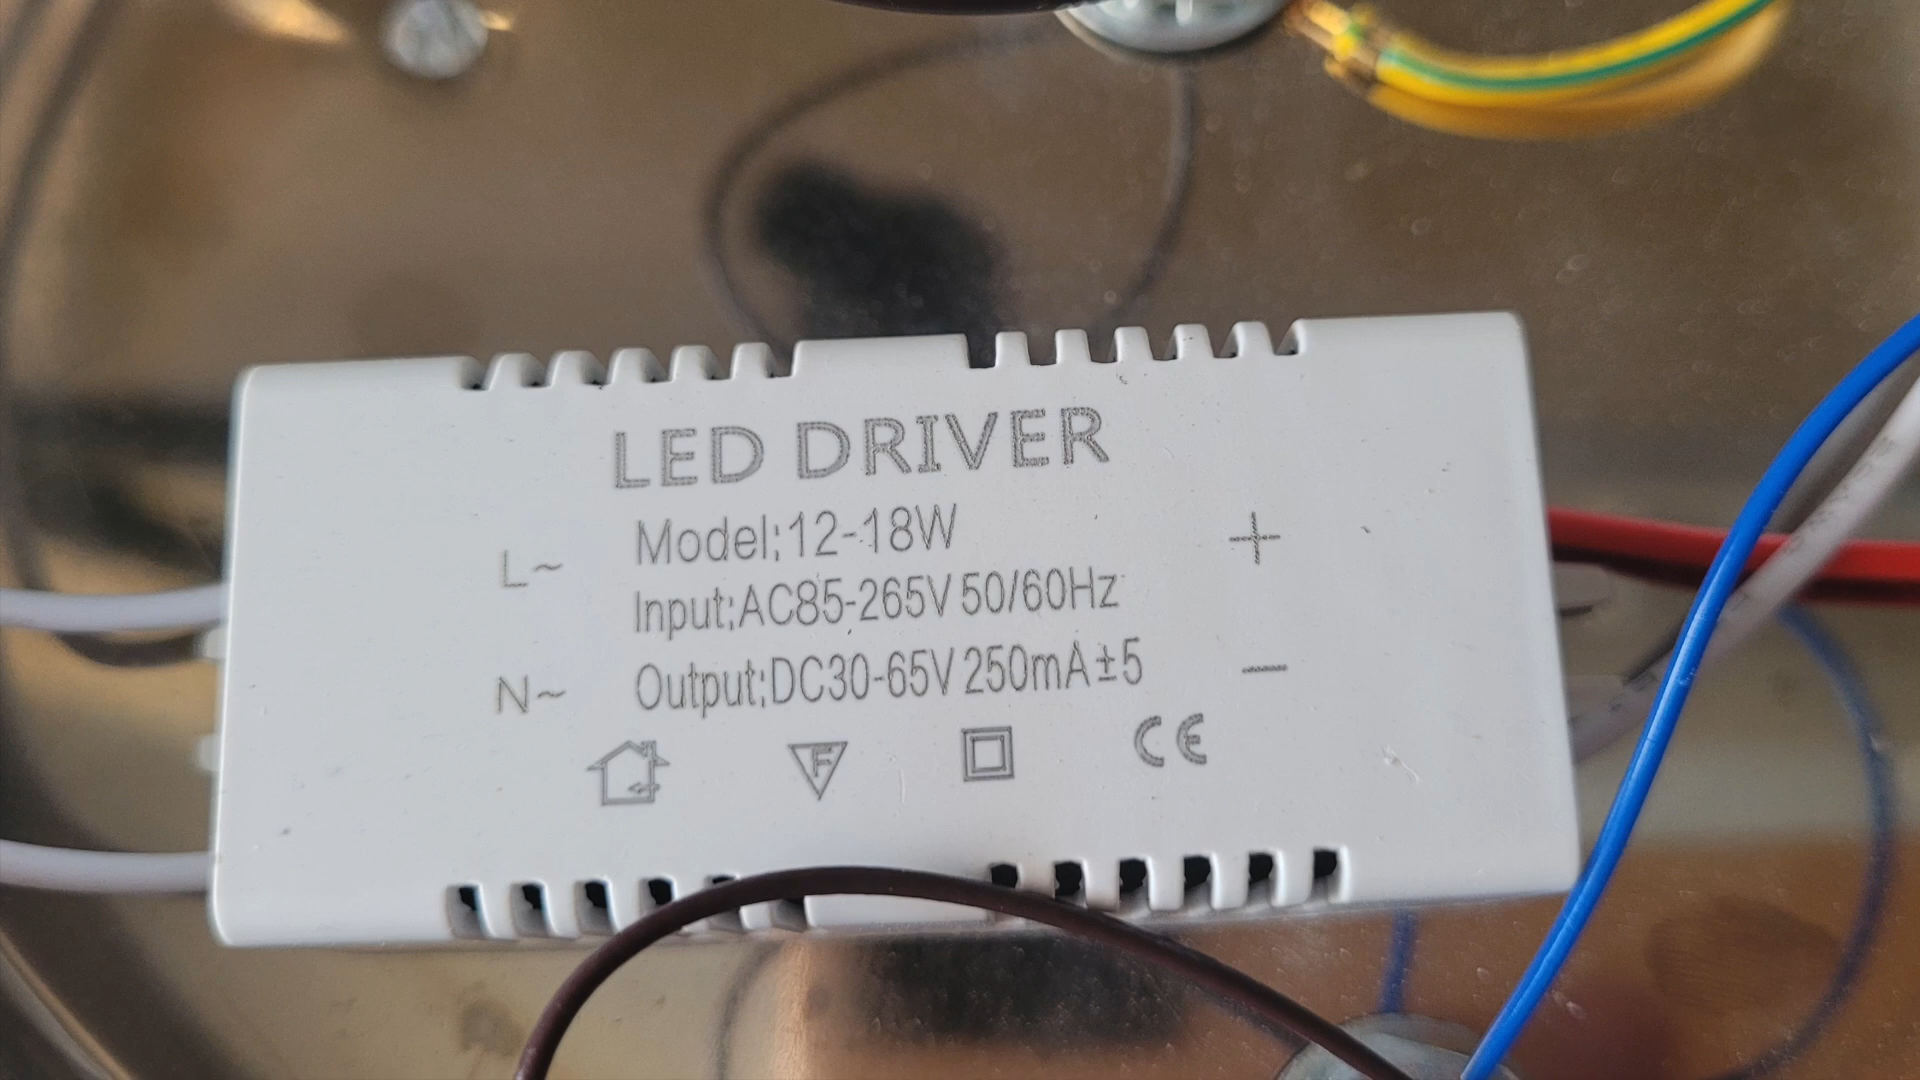 LED DRIVER
Model:12-18W
L~
Input:AC85-265V 50/60Hz
+
N~
Output:DC30-65V 250mA±5
—
F
CE